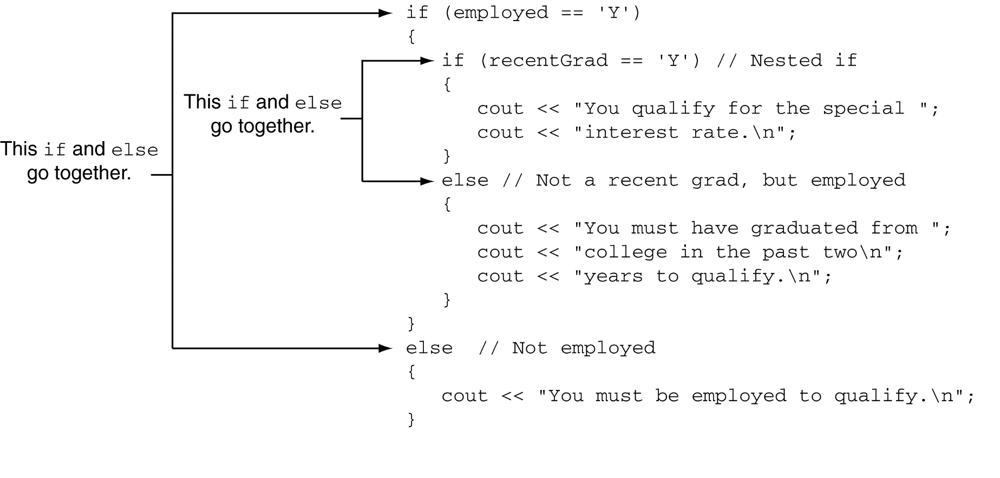 if (employed == 'Y')
{
if (recentGrad == 'Y') // Nested if
{
This if and else
go together.
cout << "You qualify for the special ";
cout << "interest rate.\n";
}
This if and else
go together.
else // Not a recent grad, but employed
{
cout << "You must have graduated from ";
cout << "college in the past two\n";
cout << "years to qualify.\n";
}
}
else // Not employed
{
cout << "You must be employed to qualify.\n";
}